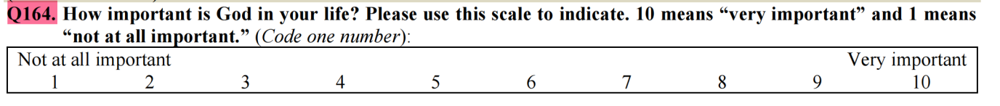 Q164. How important is God in your life? Please use this scale to indicate. 10 means “very important” and 1 means
“not at all important.” (Code one number):
Not at all important Very important
1 2 3 4 5 6 7 8 9 10